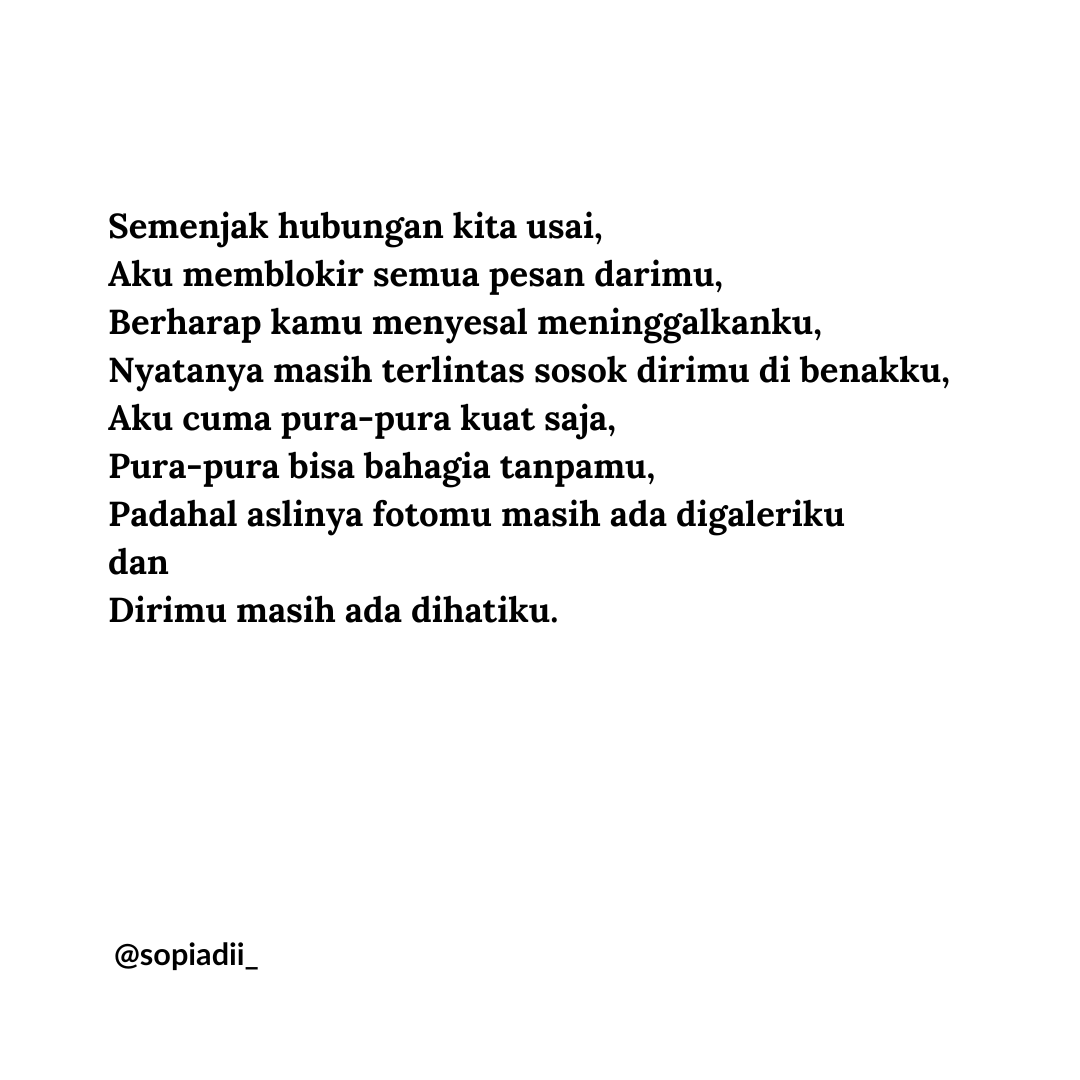 Semenjak hubungan kita usai,
Aku memblokir semua pesan darimu,
Berharap kamu menyesal meninggalkanku,
Nyatanya masih terlintas sosok dirimu di benakku,
Aku cuma pura-pura kuat saja,
Pura-pura bisa bahagia tanpamu,
Padahal aslinya fotomu masih ada digaleriku
dan
Dirimu masih ada dihatiku.
@sopiadii_